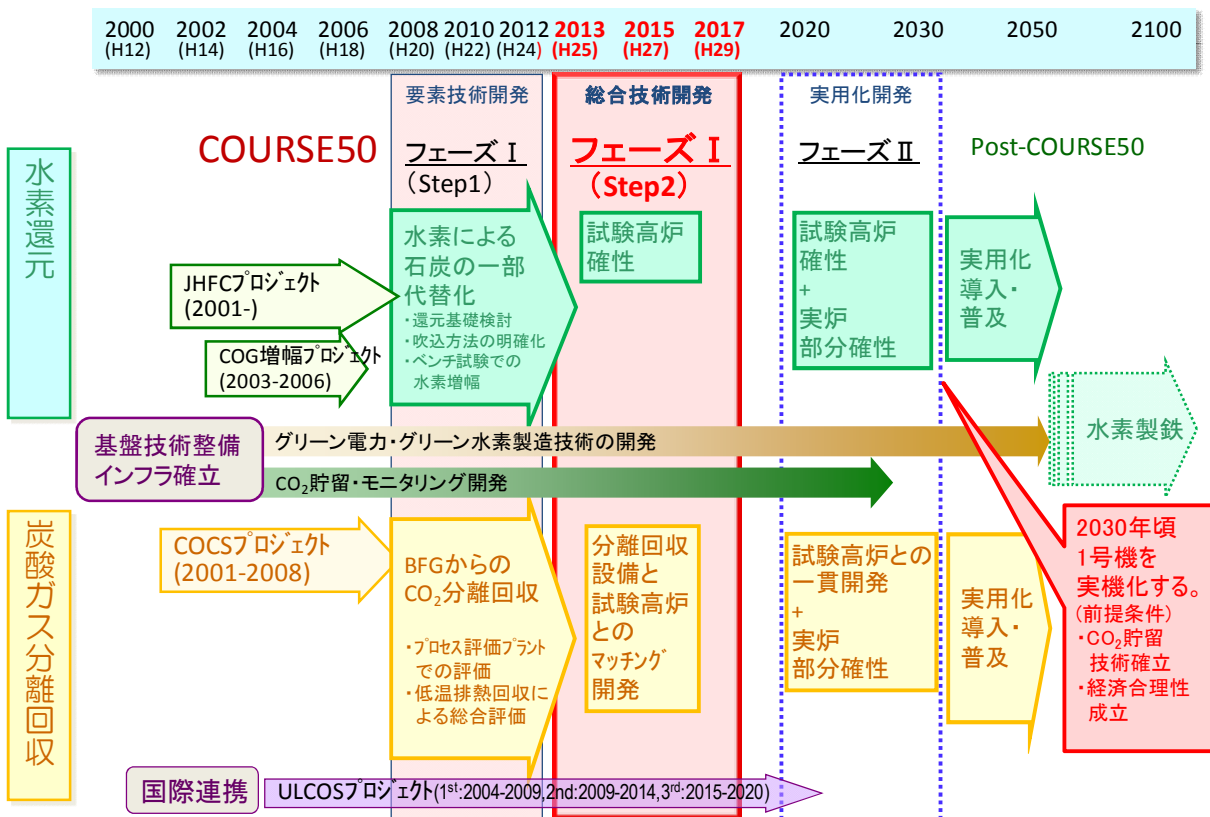 2000 2002 2004 2006 2008 2010 2012 2013 2015 2017 2020 2030 2050 2100
(H12) (H14) (H16) (H18) (H20) (H22) (H24) (H25) (H27) (H29)
要素技術開発
総合技術開発
実用化開発
COURSE50
フェーズⅠ
(Step1)
フェーズⅠ
(Step2)
フェーズⅡ
Post-COURSE50
水素還元
JHFCプロジェクト
(2001-)
COG増幅プロジェクト
(2003-2006)
水素による
石炭の一部
代替化
・還元基礎検討
・吹込方法の明確化
・ベンチ試験での
水素増幅
試験高炉
確性
試験高炉
確性
+
実炉
部分確性
実用化
導入・
普及
水素製鉄
基盤技術整備
インフラ確立
グリーン電力・グリーン水素製造技術の開発
CO₂貯留・モニタリング開発
炭酸ガス分離回収
COCSプロジェクト
(2001-2008)
BFGからの
CO₂分離回収
・プロセス評価プラント
での評価
・低温排熱回収に
よる総合評価
分離回収
設備と
試験高炉
との
マッチング
開発
試験高炉との
一貫開発
+
実炉
部分確性
実用化
導入・
普及
2030年頃
1号機を
実機化する。
(前提条件)
・CO₂貯留
技術確立
・経済合理性
成立
国際連携
ULCOSプロジェクト(1st:2004-2009,2nd:2009-2014,3rd:2015-2020)